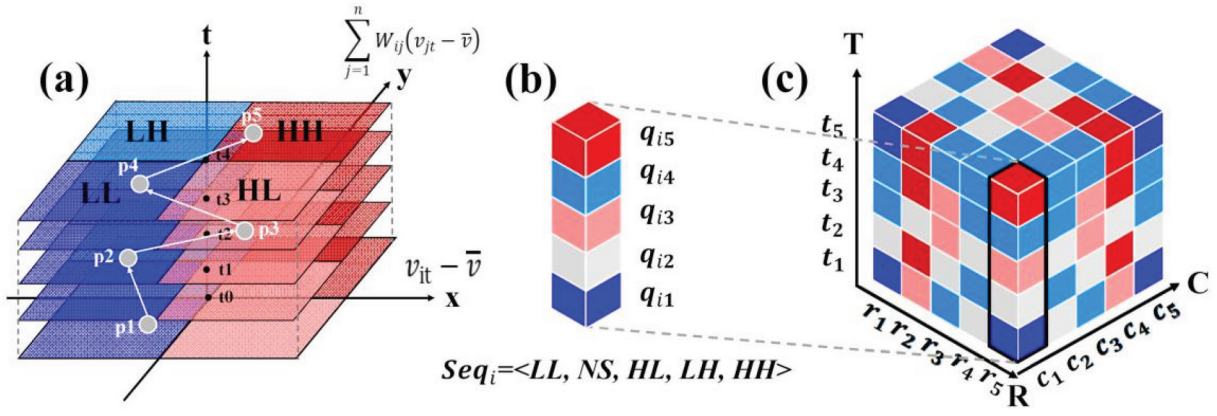 (a)
t
n
∑ W_{ij}(v_{jt} − v̄)
j=1
y
LH
HH
p5
t4
p4
LL
HL
t3
t2
p3
p2
t1
v_{it} − v̄
t0
x
p1
(b)
q_{i5}
q_{i4}
q_{i3}
q_{i2}
q_{i1}
Seq_i=<LL, NS, HL, LH, HH>
(c)
T
t_5
t_4
t_3
t_2
t_1
r_1 r_2 r_3 r_4 r_5
R
c_1 c_2 c_3 c_4 c_5
C